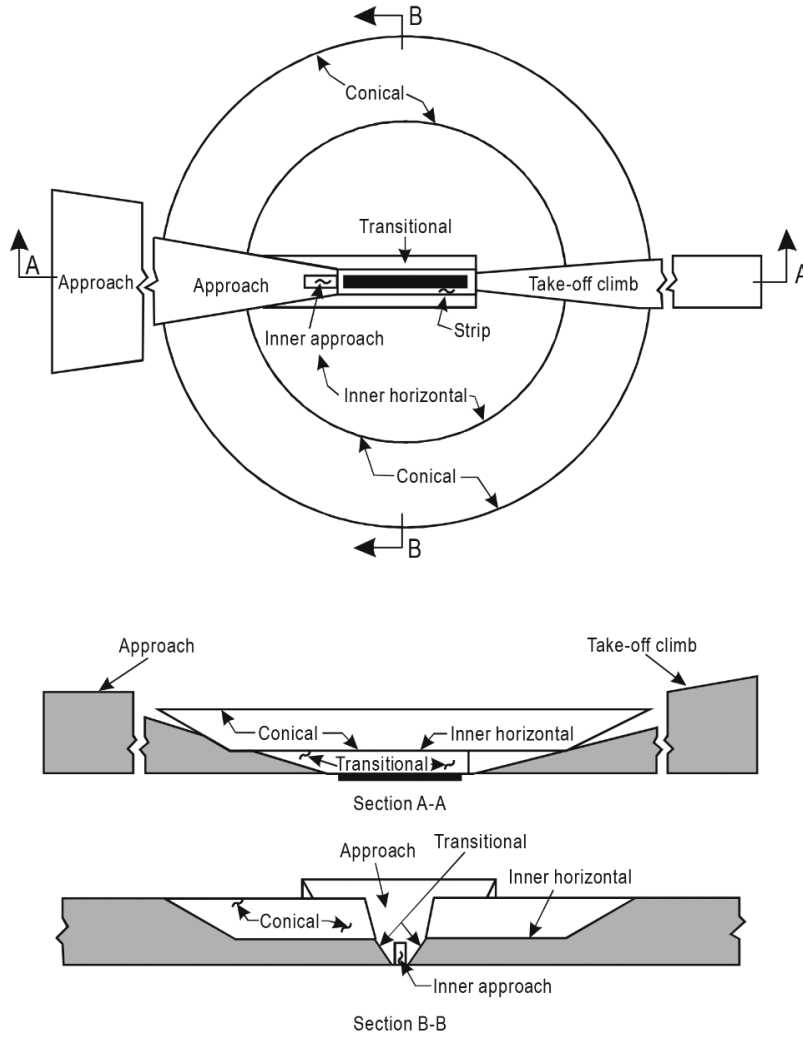 B
Conical
Transitional
A
Approach
Approach
Take-off climb
A
Strip
Inner approach
Inner horizontal
Conical
B
Approach
Take-off climb
Conical
Inner horizontal
Transitional
Section A-A
Transitional
Approach
Inner horizontal
Conical
Inner approach
Section B-B